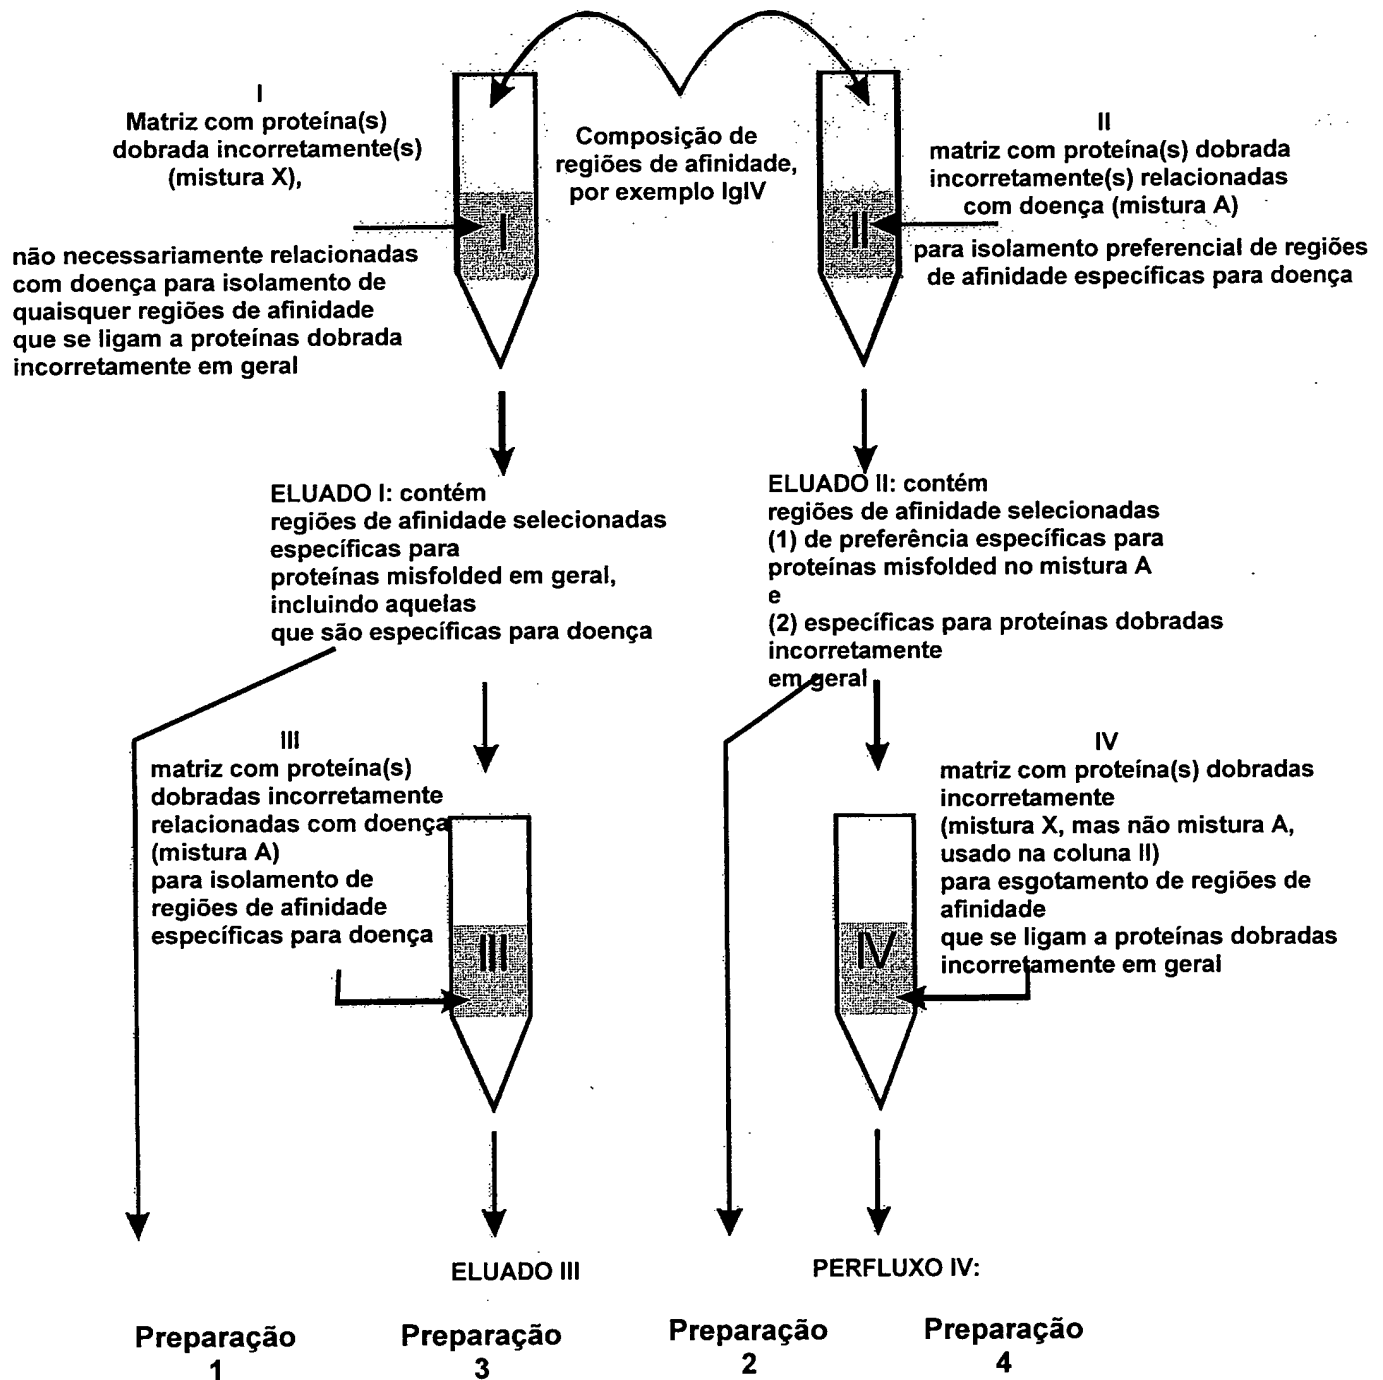 I
Matriz com proteína(s)
dobrada incorretamente(s)
(mistura X),
não necessariamente relacionadas
com doença para isolamento de
quaisquer regiões de afinidade
que se ligam a proteínas dobrada
incorretamente em geral
I
Composição de
regiões de afinidade,
por exemplo IgIV
II
II
matriz com proteína(s) dobrada
incorretamente(s) relacionadas
com doença (mistura A)
para isolamento preferencial de regiões
de afinidade específicas para doença
ELUADO I: contém
regiões de afinidade selecionadas
específicas para
proteínas misfolded em geral,
incluindo aquelas
que são específicas para doença
ELUADO II: contém
regiões de afinidade selecionadas
(1) de preferência específicas para
proteínas misfolded no mistura A
e
(2) específicas para proteínas dobradas
incorretamente
em geral
III
matriz com proteína(s)
dobradas incorretamente
relacionadas com doença
(mistura A)
para isolamento de
regiões de afinidade
específicas para doença
III
IV
IV
matriz com proteína(s) dobradas
incorretamente
(mistura X, mas não mistura A,
usado na coluna II)
para esgotamento de regiões de
afinidade
que se ligam a proteínas dobradas
incorretamente em geral
ELUADO III
PERFLUXO IV:
Preparação
1
Preparação
3
Preparação
2
Preparação
4